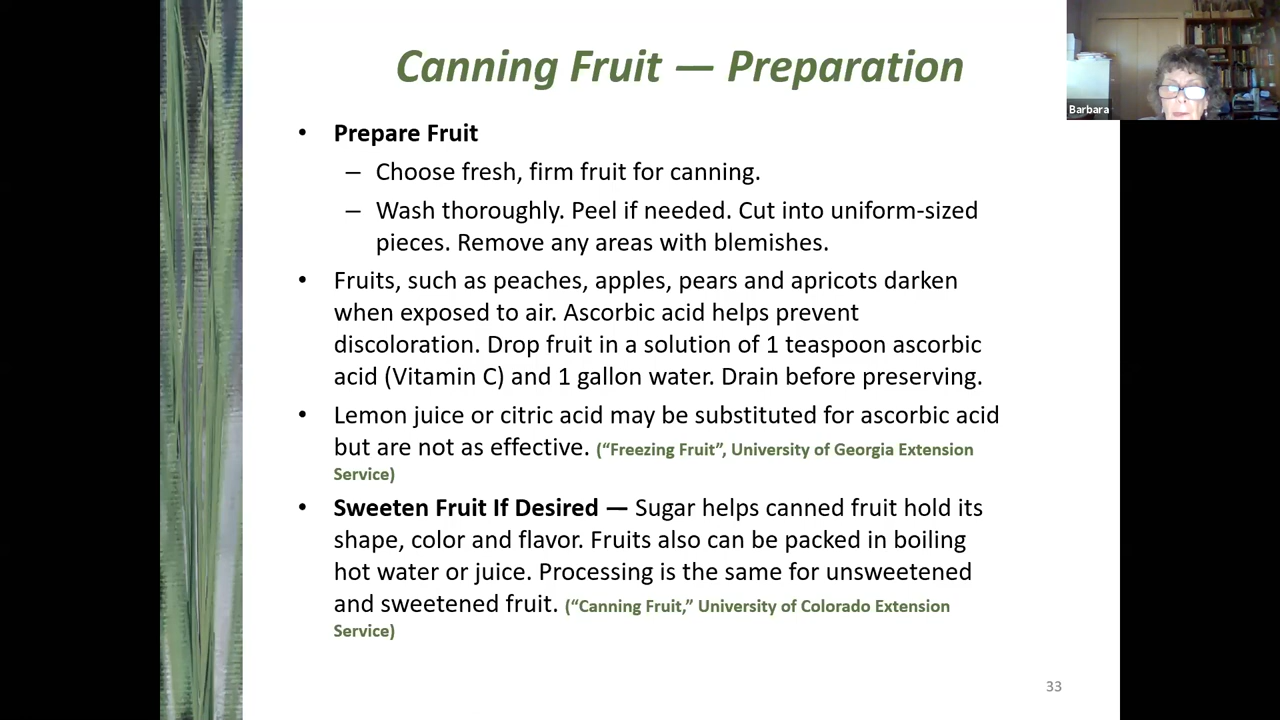 Canning Fruit — Preparation
Barbara
• Prepare Fruit
– Choose fresh, firm fruit for canning.
– Wash thoroughly. Peel if needed. Cut into uniform-sized
pieces. Remove any areas with blemishes.
• Fruits, such as peaches, apples, pears and apricots darken
when exposed to air. Ascorbic acid helps prevent
discoloration. Drop fruit in a solution of 1 teaspoon ascorbic
acid (Vitamin C) and 1 gallon water. Drain before preserving.
• Lemon juice or citric acid may be substituted for ascorbic acid
but are not as effective. (“Freezing Fruit”, University of Georgia Extension
Service)
• Sweeten Fruit If Desired — Sugar helps canned fruit hold its
shape, color and flavor. Fruits also can be packed in boiling
hot water or juice. Processing is the same for unsweetened
and sweetened fruit. (“Canning Fruit,” University of Colorado Extension
Service)
33